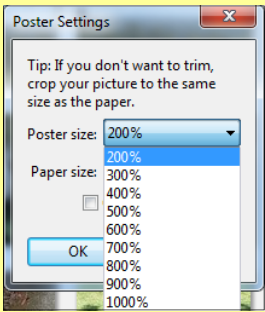 Poster Settings
Tip: If you don't want to trim,
crop your picture to the same
size as the paper.
Poster size: 200%
200%
Paper size:
300%
400%
500%
600%
OK
700%
800%
900%
1000%